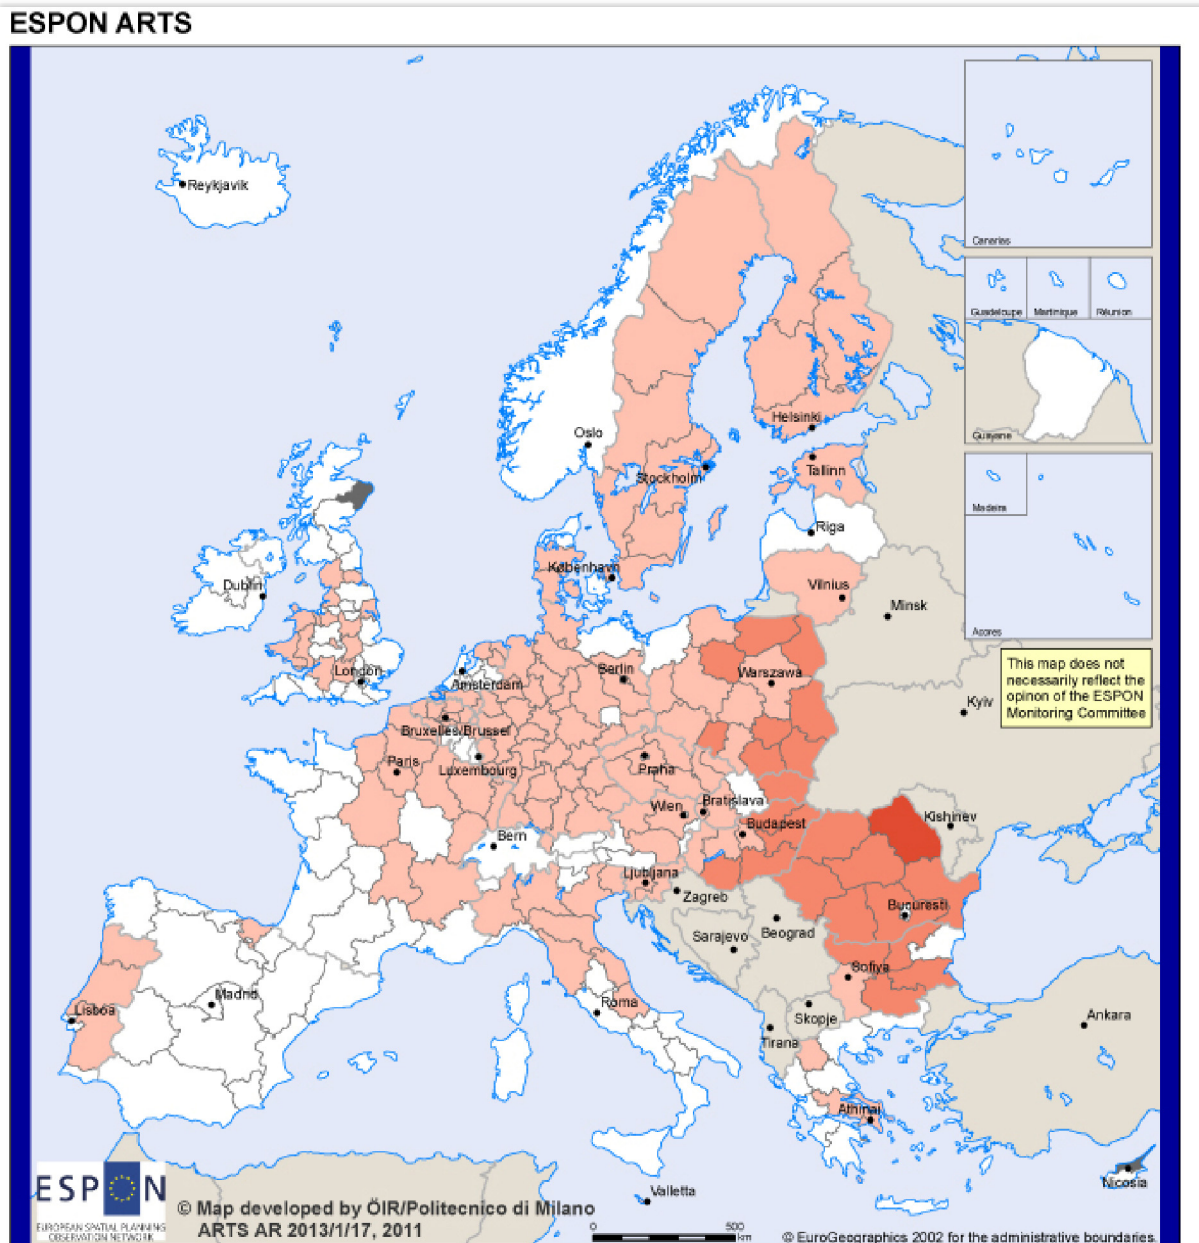 ESPON ARTS
Reykjavik
Canarias
Guadeloupe
Martinique
Réunion
Guyane
Madeira
Acores
Oslo
Helsinki
Tallinn
Stockholm
Riga
København
Dublin
Vilnius
Minsk
London
Amsterdam
Berlin
Warszawa
This map does not
necessarily reflect the
opinon of the ESPON
Monitoring Committee
Kyiv
Bruxelles/Brussel
Paris
Luxembourg
Praha
Wien
Bratislava
Budapest
Kishinev
Bern
Ljubljana
Zagreb
Bucuresti
Sarajevo
Beograd
Sofiya
Madrid
Lisboa
Roma
Skopje
Tirana
Ankara
Athinai
Nicosia
Valletta
ESPON
EUROPEAN SPATIAL PLANNING
OBSERVATION NETWORK
© Map developed by ÖIR/Politecnico di Milano
ARTS AR 2013/1/17, 2011
0 500
km
© EuroGeographics 2002 for the administrative boundaries.